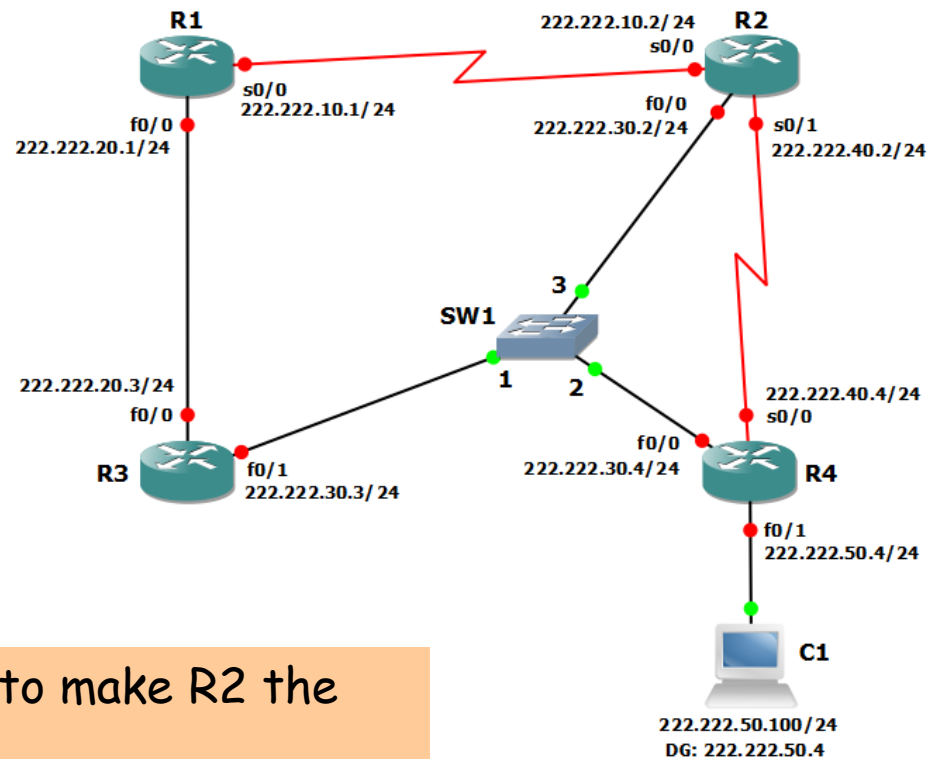 R1
222.222.10.2/24
R2
s0/0
s0/0
222.222.10.1/24
f0/0
222.222.30.2/24
s0/1
222.222.40.2/24
f0/0
222.222.20.1/24
3
SW1
1
2
222.222.20.3/24
f0/0
222.222.40.4/24
s0/0
R3
f0/1
222.222.30.3/24
f0/0
222.222.30.4/24
R4
f0/1
222.222.50.4/24
to make R2 the
C1
222.222.50.100/24
DG: 222.222.50.4